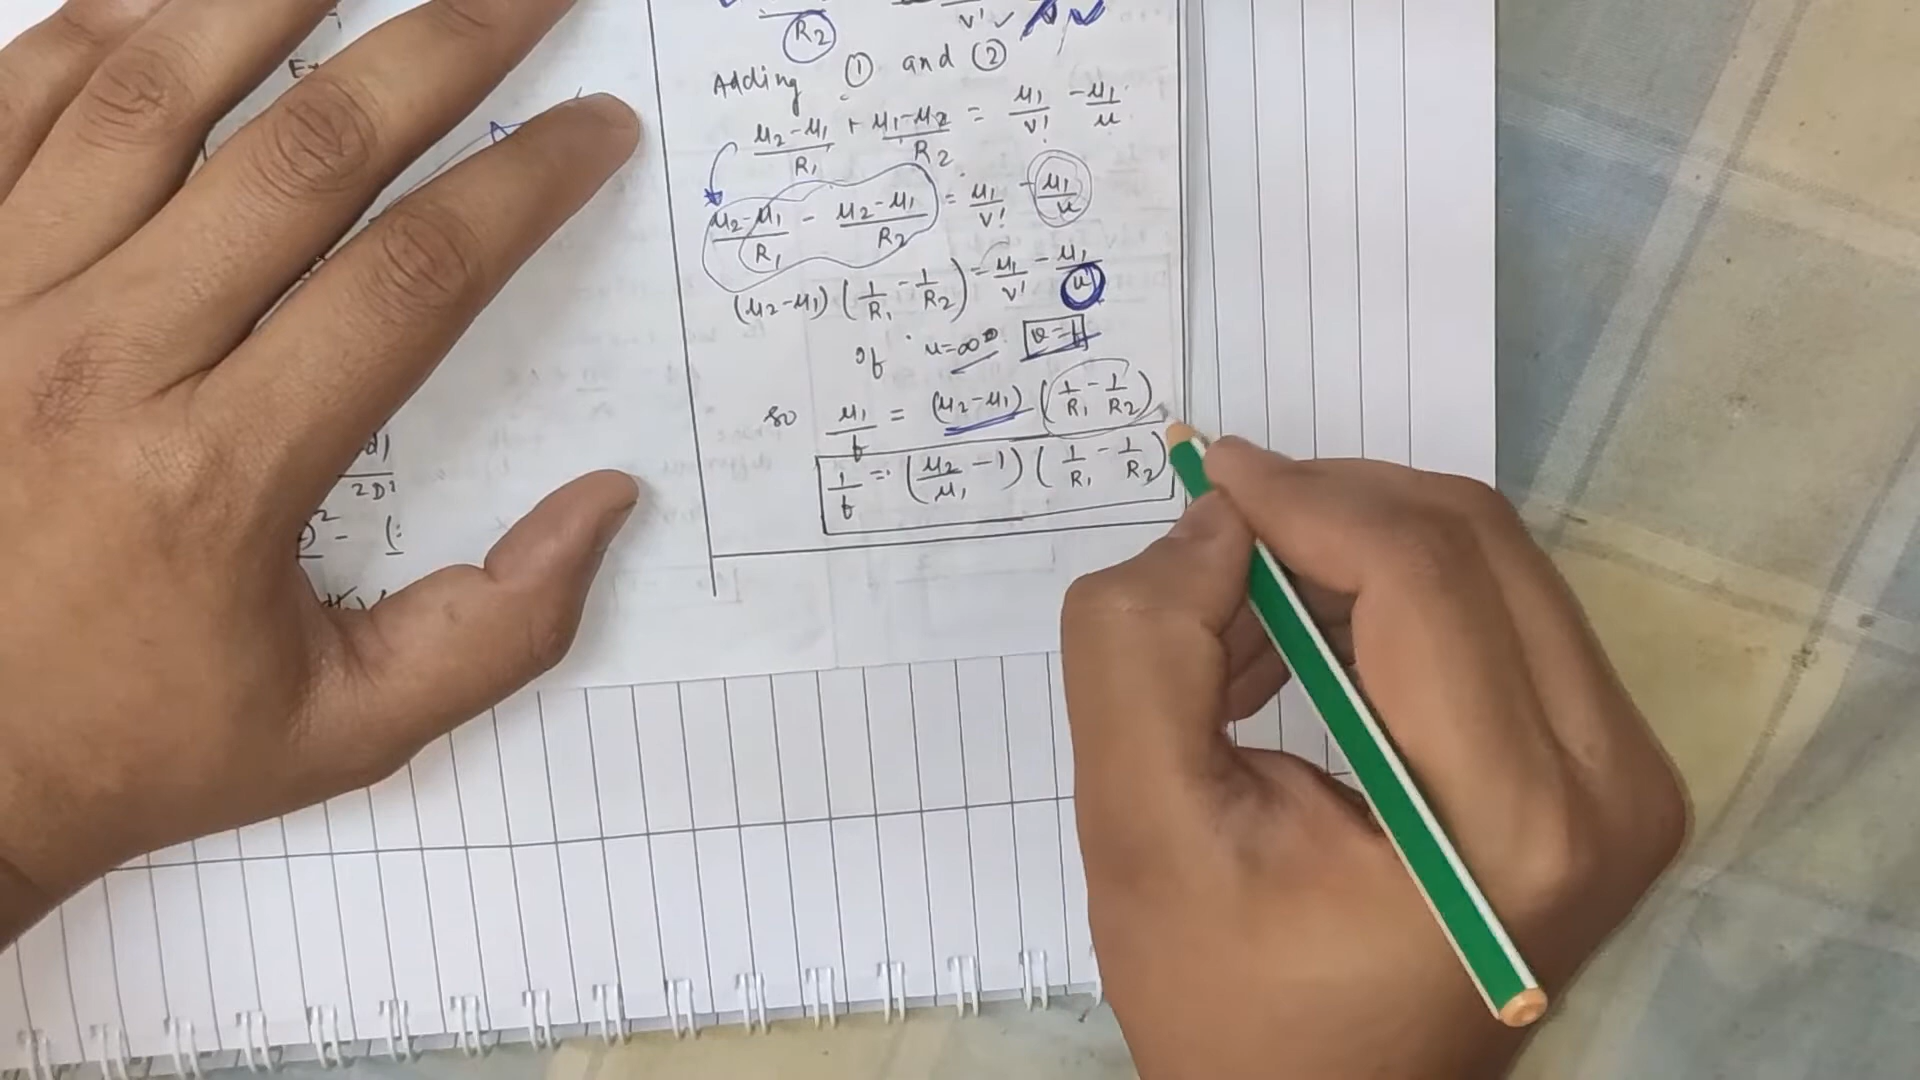 R₂ v'
Adding ① and ②
(μ₂-μ₁)/R₁ + (μ₁-μ₂)/R₂ = μ₁/v' - μ₁/u
(μ₂-μ₁)/R₁ - (μ₂-μ₁)/R₂ = μ₁/v' - μ₁/u
(μ₂-μ₁) (1/R₁ - 1/R₂) = μ₁/v' - μ₁/u
If u=∞ v=f
so μ₁/f = (μ₂-μ₁) (1/R₁ - 1/R₂)
1/f = (μ₂/μ₁ - 1) (1/R₁ - 1/R₂)
2D